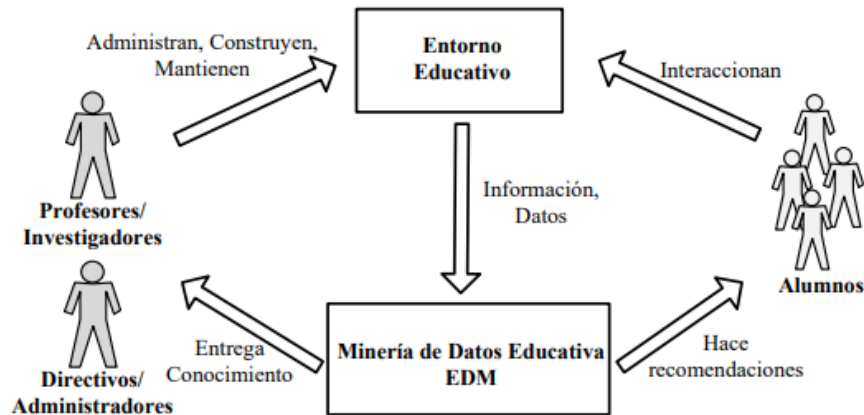 Administran, Construyen,
Mantienen
Entorno
Educativo
Interaccionan
Profesores/
Investigadores
Información,
Datos
Alumnos
Directivos/
Administradores
Entrega
Conocimiento
Minería de Datos Educativa
EDM
Hace
recomendaciones